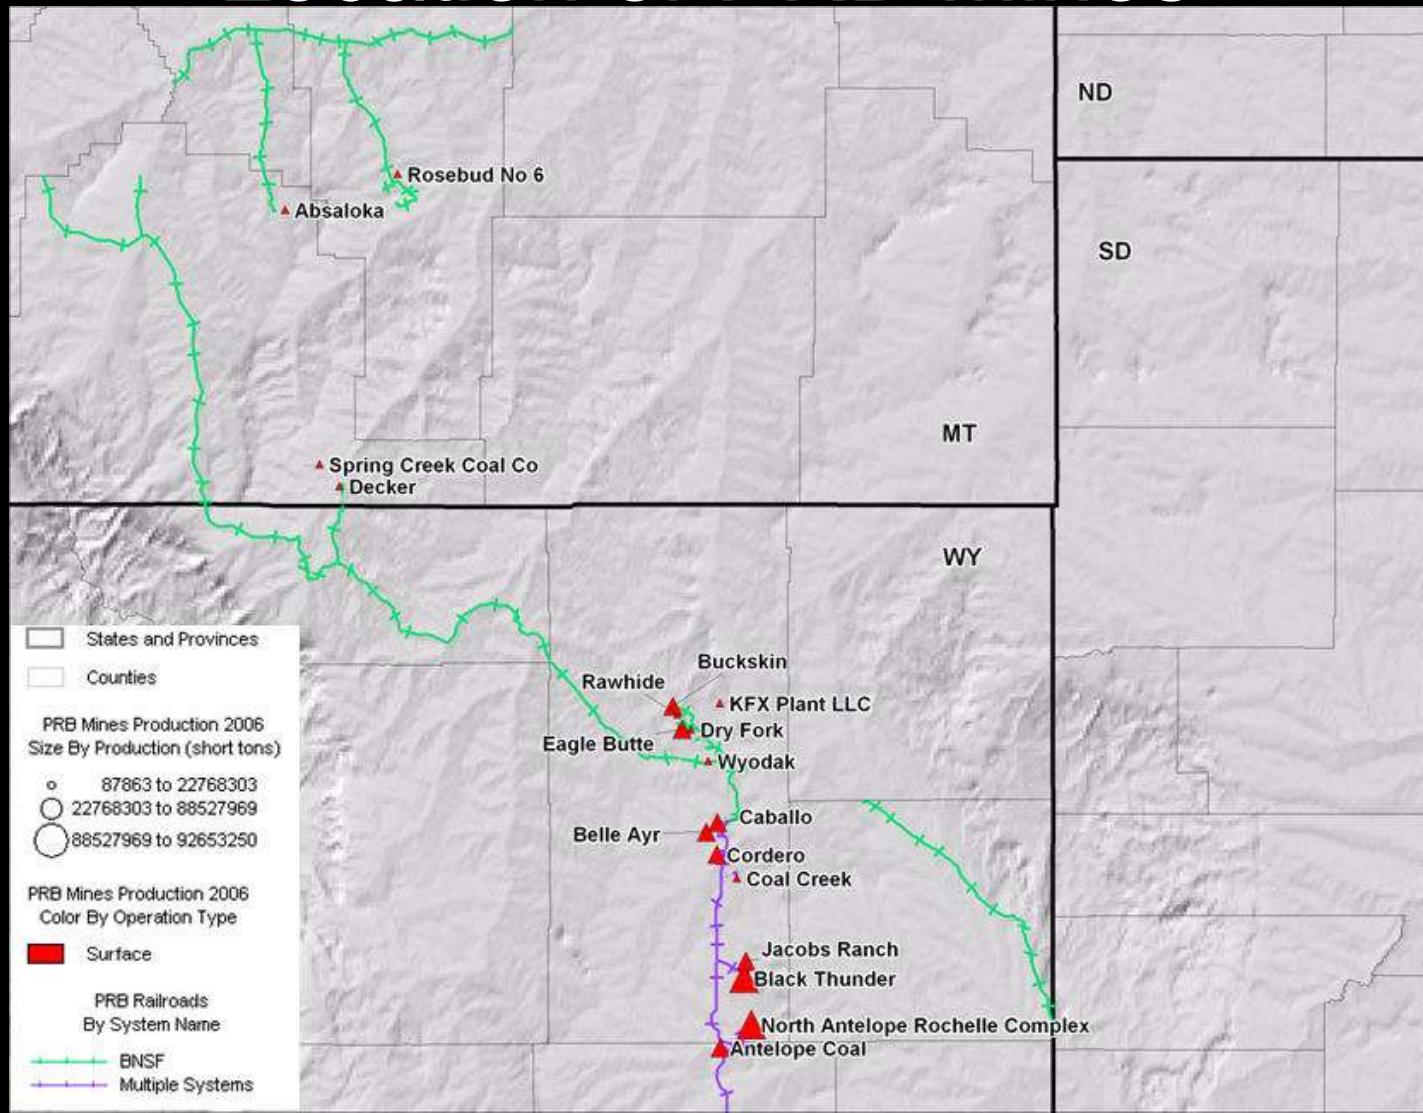 ND
Rosebud No 6
Absaloka
SD
MT
Spring Creek Coal Co
Decker
WY
States and Provinces
Counties
PRB Mines Production 2006
Size By Production (short tons)
87863 to 22768303
22768303 to 88527969
88527969 to 92653250
PRB Mines Production 2006
Color By Operation Type
Surface
PRB Railroads
By System Name
BNSF
Multiple Systems
Buckskin
Rawhide
KFX Plant LLC
Dry Fork
Eagle Butte
Wyodak
Caballo
Belle Ayr
Cordero
Coal Creek
Jacobs Ranch
Black Thunder
North Antelope Rochelle Complex
Antelope Coal